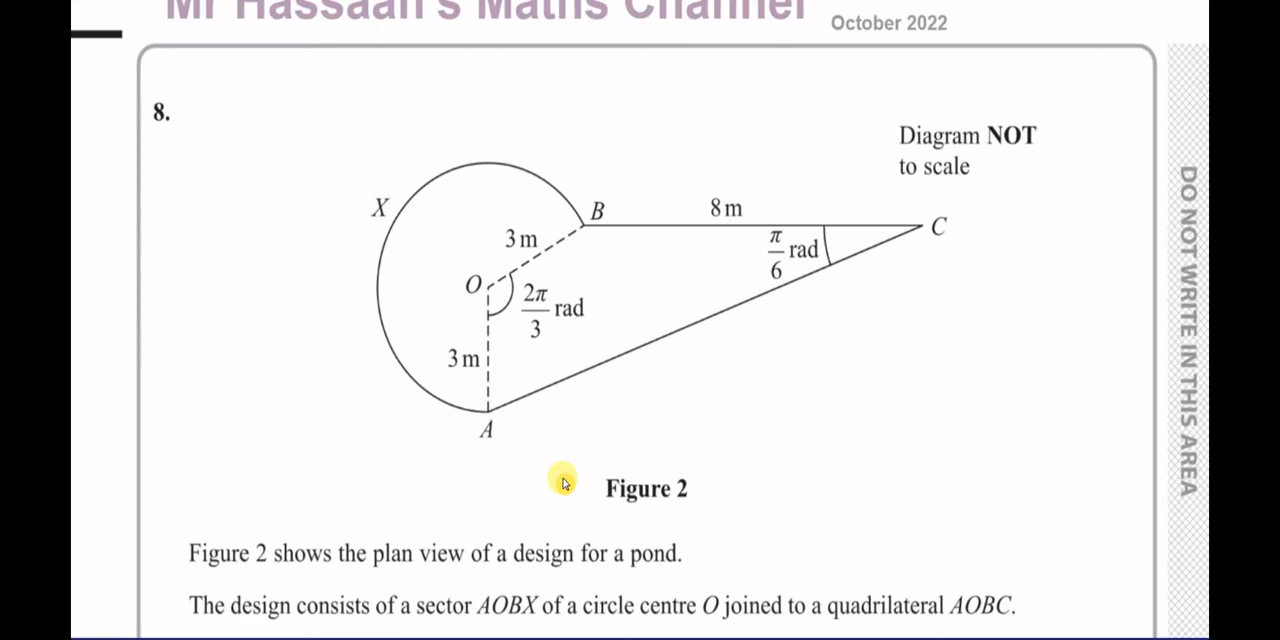 Mr Hassaan's Maths Channel
October 2022
8.
Diagram NOT
to scale
X
B
8 m
C
3 m
π/6 rad
O
2π/3 rad
3 m
A
Figure 2
Figure 2 shows the plan view of a design for a pond.
The design consists of a sector AOBX of a circle centre O joined to a quadrilateral AOBC.
DO NOT WRITE IN THIS AREA